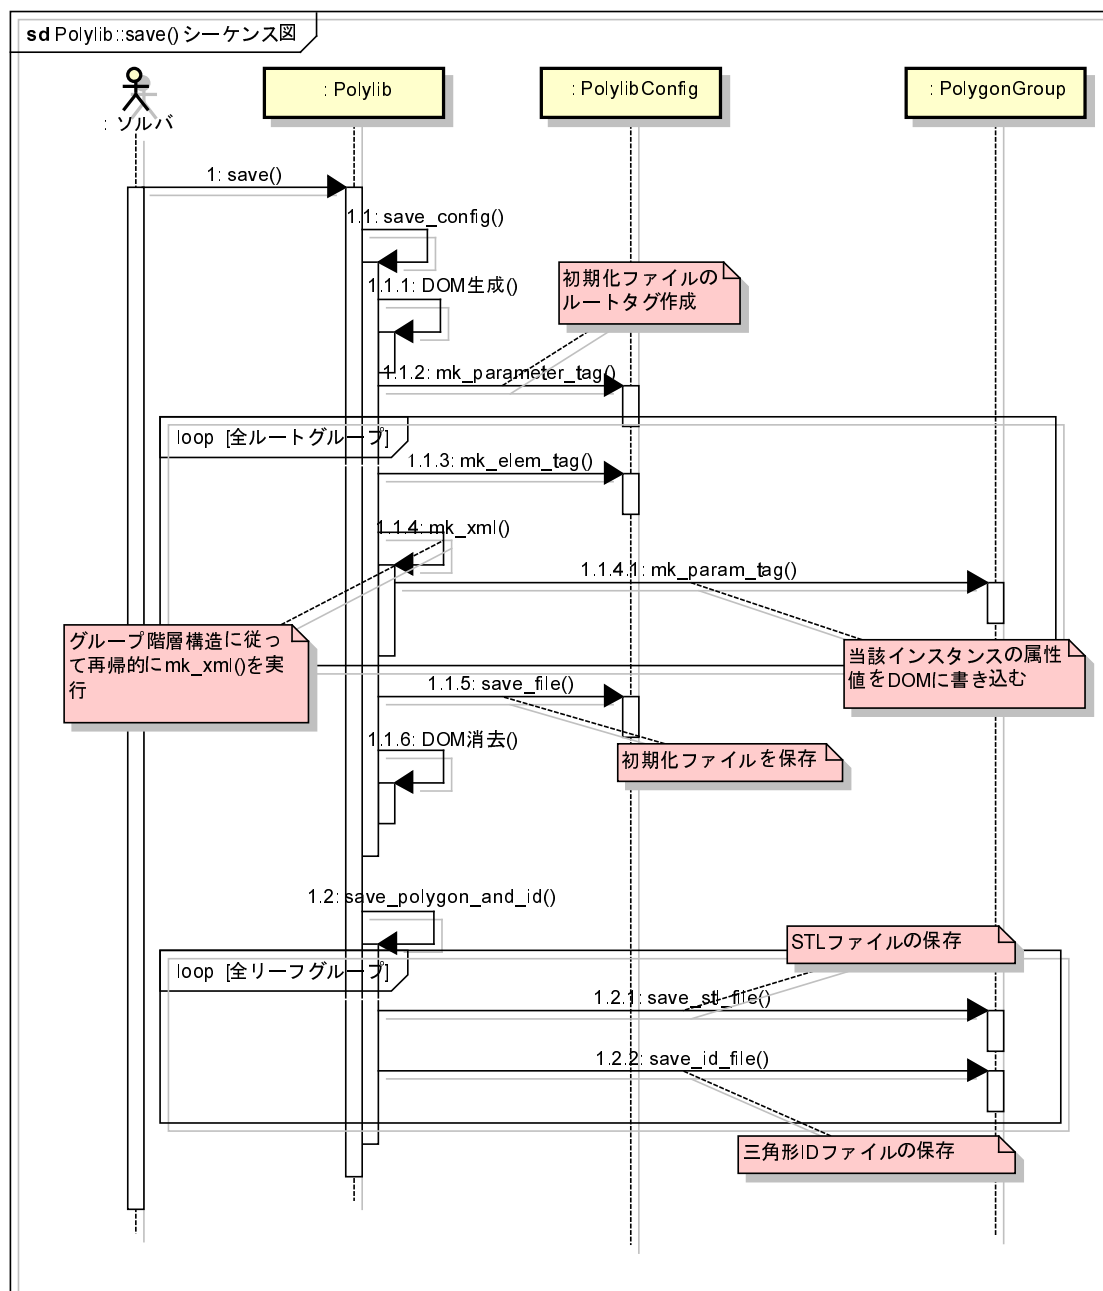 sd Polylib::save() シーケンス図
: ソルバ
: Polylib
: PolylibConfig
: PolygonGroup
1: save()
1.1: save_config()
1.1.1: DOM生成()
初期化ファイルの
ルートタグ作成
1.1.2: mk_parameter_tag()
loop [全ルートグループ]
1.1.3: mk_elem_tag()
1.1.4: mk_xml()
1.1.4.1: mk_param_tag()
グループ階層構造に従っ
て再帰的にmk_xml()を実
行
当該インスタンスの属性
値をDOMに書き込む
1.1.5: save_file()
1.1.6: DOM消去()
初期化ファイルを保存
1.2: save_polygon_and_id()
STLファイルの保存
loop [全リーフグループ]
1.2.1: save_stl_file()
1.2.2: save_id_file()
三角形IDファイルの保存